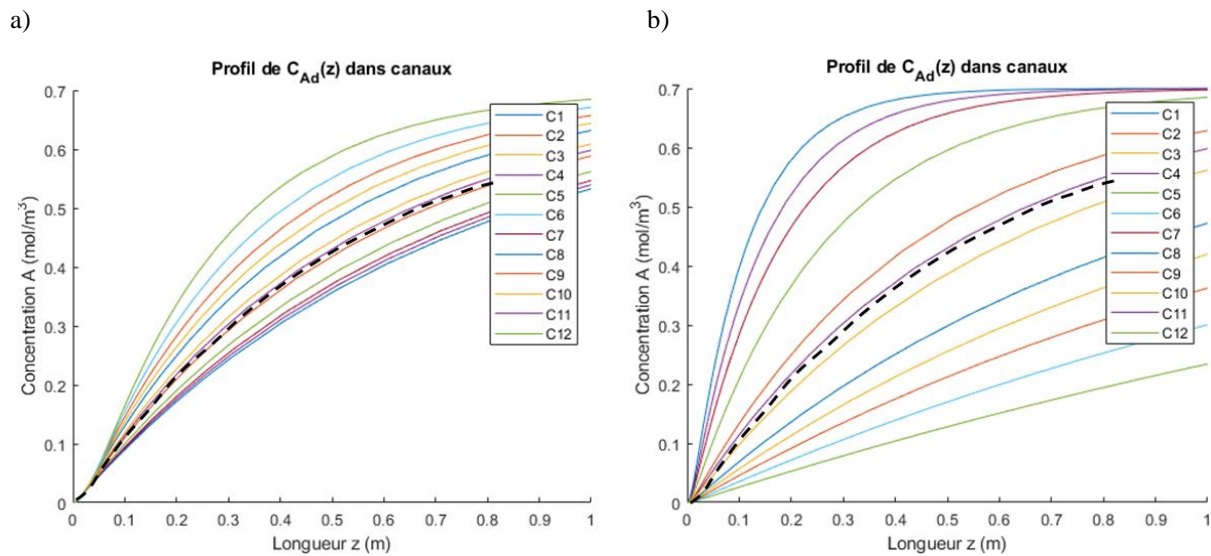 a)
b)
Profil de C_Ad(z) dans canaux
Concentration A (mol/m³)
0.7
0.6
0.5
0.4
0.3
0.2
0.1
0
0 0.1 0.2 0.3 0.4 0.5 0.6 0.7 0.8 0.9 1
Longueur z (m)
C1
C2
C3
C4
C5
C6
C7
C8
C9
C10
C11
C12
Profil de C_Ad(z) dans canaux
Concentration A (mol/m³)
0.7
0.6
0.5
0.4
0.3
0.2
0.1
0
0 0.1 0.2 0.3 0.4 0.5 0.6 0.7 0.8 0.9 1
Longueur z (m)
C1
C2
C3
C4
C5
C6
C7
C8
C9
C10
C11
C12